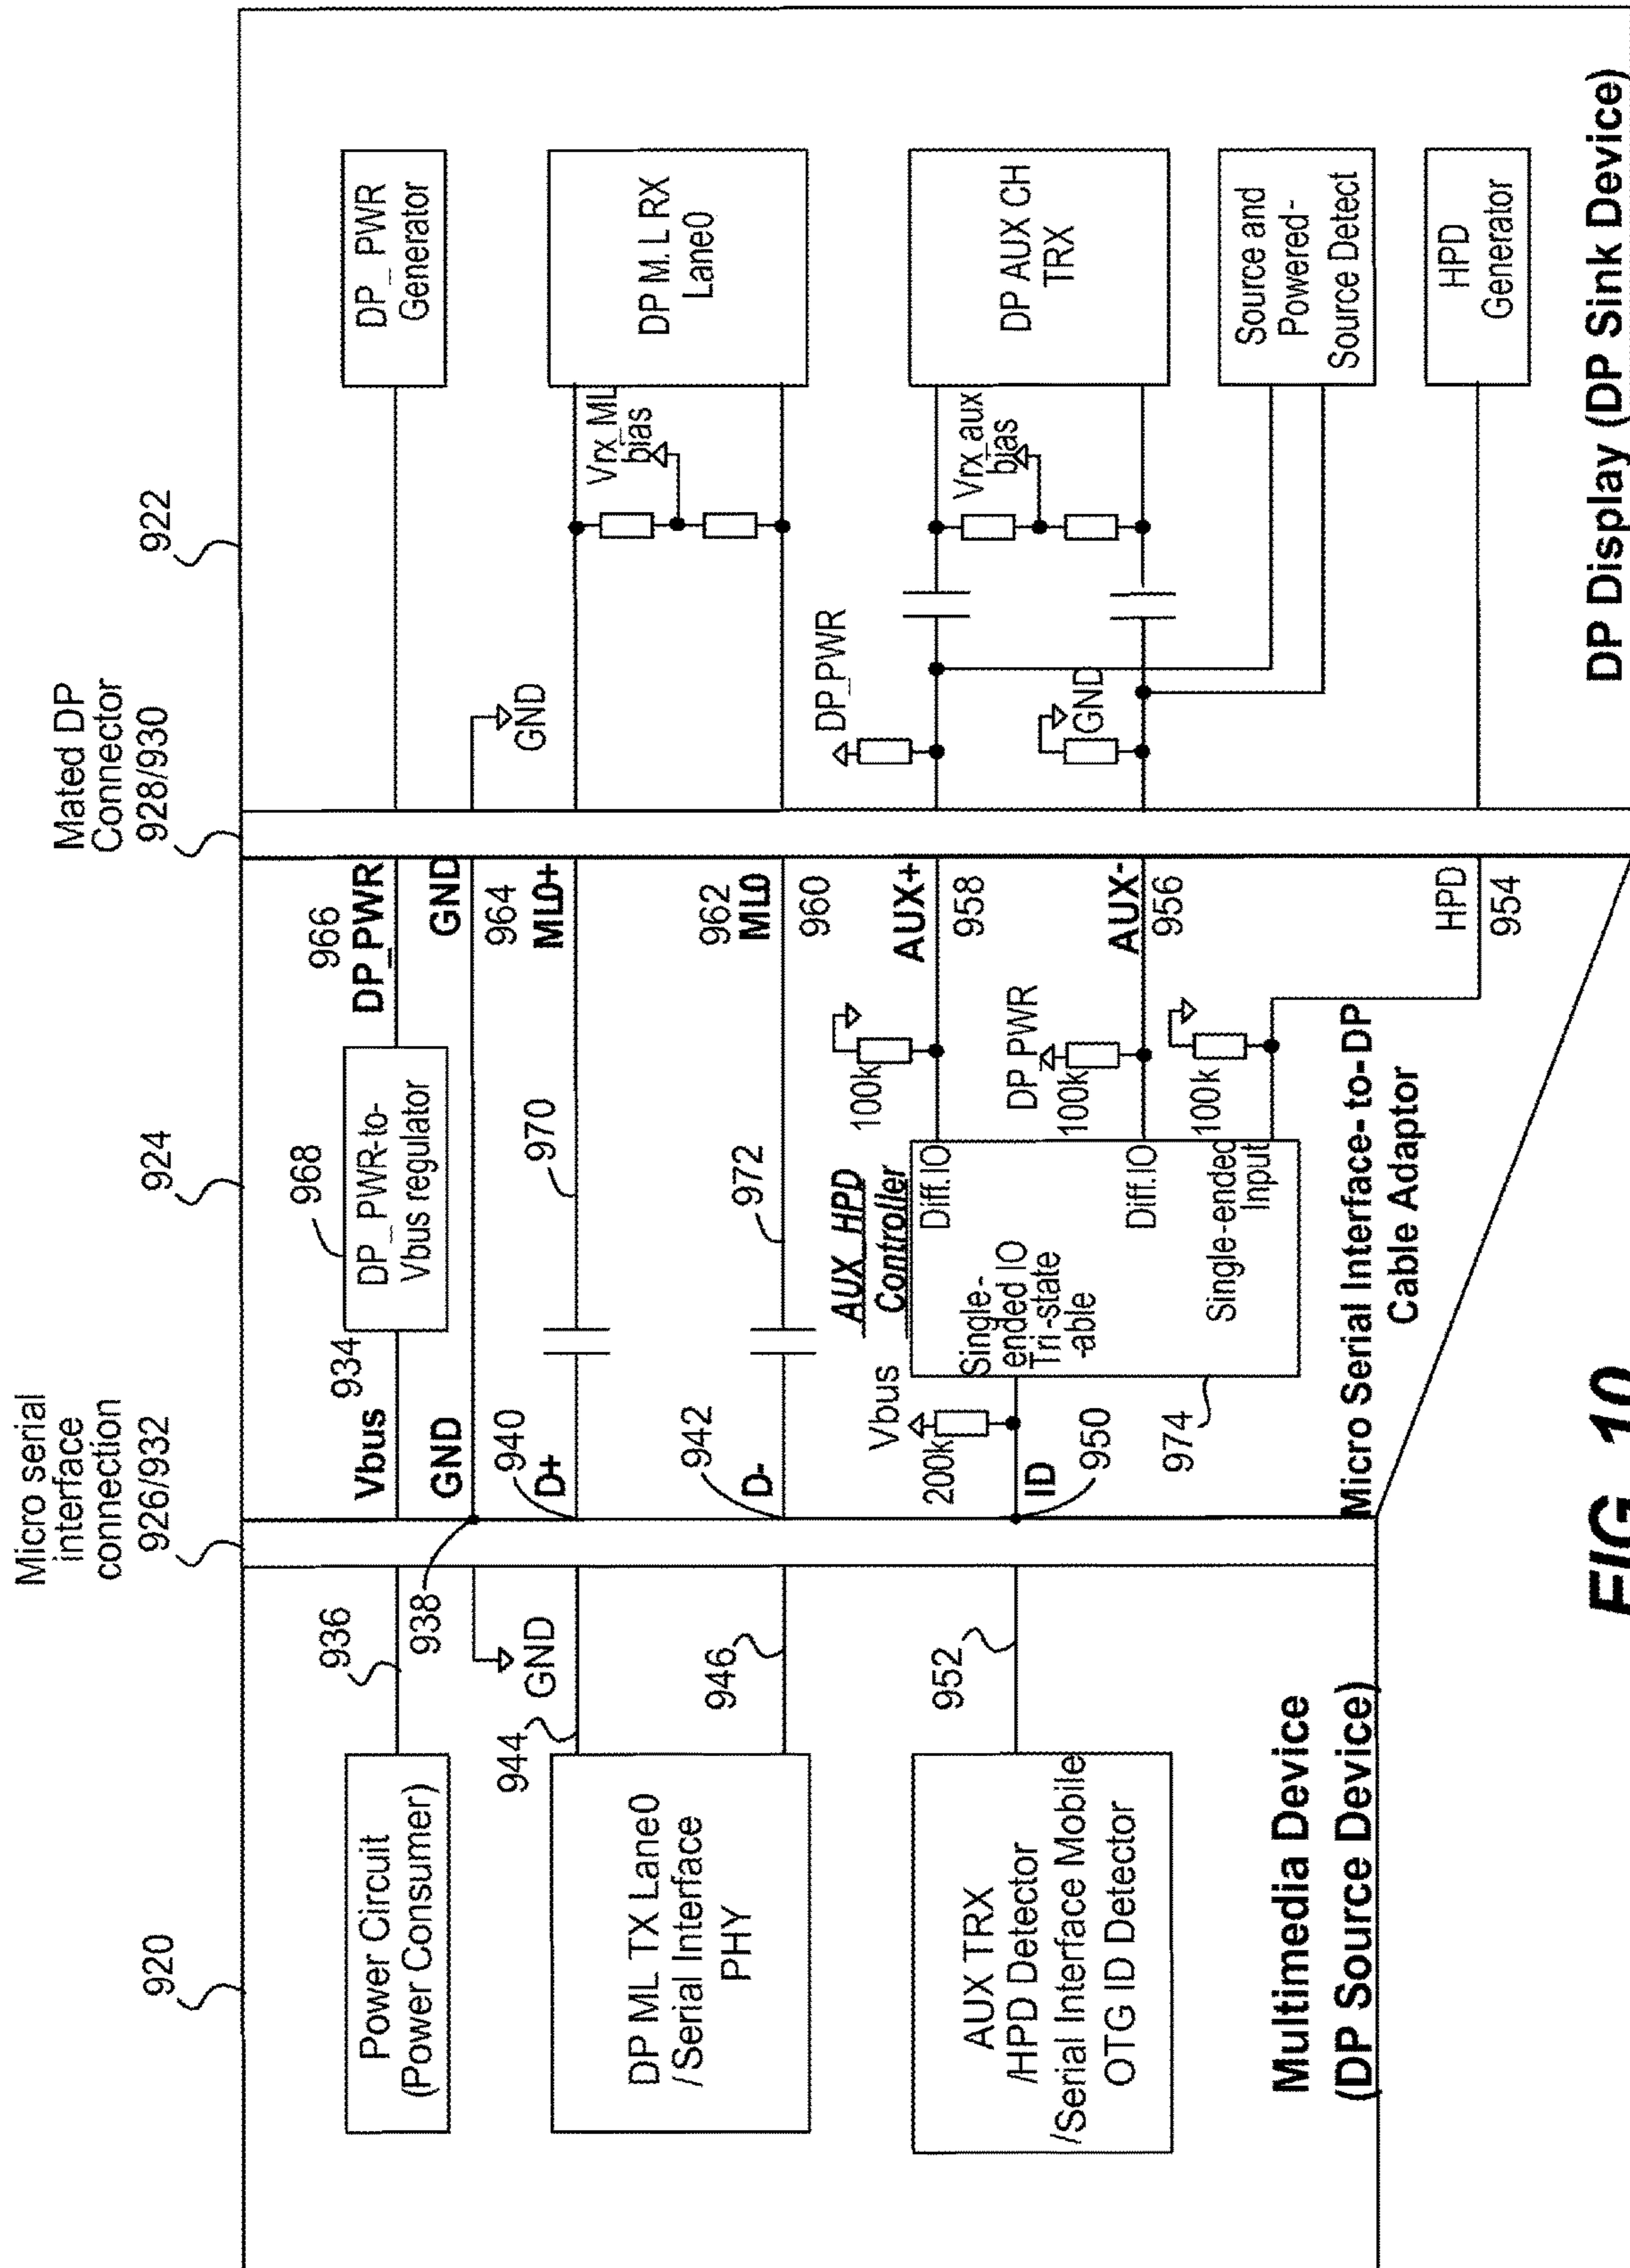 920
Micro serial
interface
connection
926/932
924
Mated DP
Connector
928/930
922
Power Circuit
(Power Consumer)
936
938
GND
944
DP ML TX Lane0
/ Serial Interface
PHY
946
AUX TRX
/HPD Detector
/Serial Interface Mobile
OTG ID Detector
952
Multimedia Device
(DP Source Device)
Vbus
934
968
DP_PWR-to-
Vbus regulator
966
DP_PWR
GND
GND
964
940
D+
970
ML0+
942
D-
972
962
ML0
960
AUX_HPD
Controller
Vbus
200k
ID
950
974
Single-
ended IO
Tri-state
-able
Diff.IO
Diff.IO
Single-ended
Input
100k
AUX+
958
DP_PWR
100k
AUX-
956
100k
HPD
954
Micro Serial Interface-to-DP
Cable Adaptor
DP_PWR
Generator
GND
Vrx_ML
bias
DP M.L RX
Lane0
DP_PWR
Vrx_aux
bias
DP AUX CH
TRX
GND
Source and
Powered-
Source Detect
HPD
Generator
DP Display (DP Sink Device)
FIG. 10